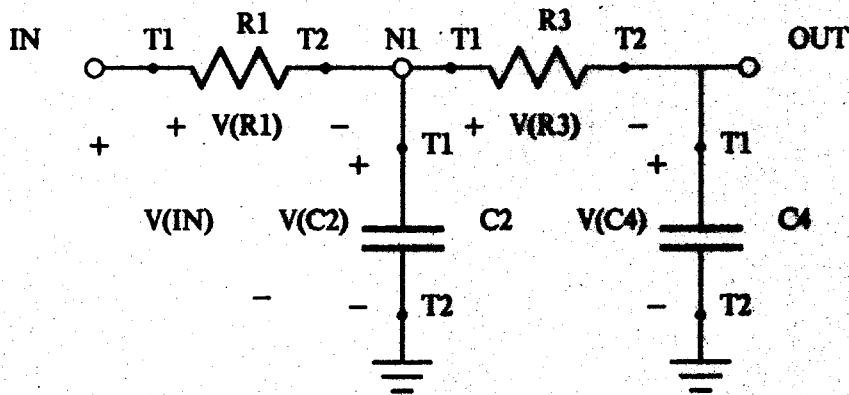 IN T1 R1 T2 N1 T1 R3 T2 OUT
+ + V(R1) − + V(R3) −
+ T1 + T1
V(IN) V(C2) C2 V(C4) C4
− − T2 − T2